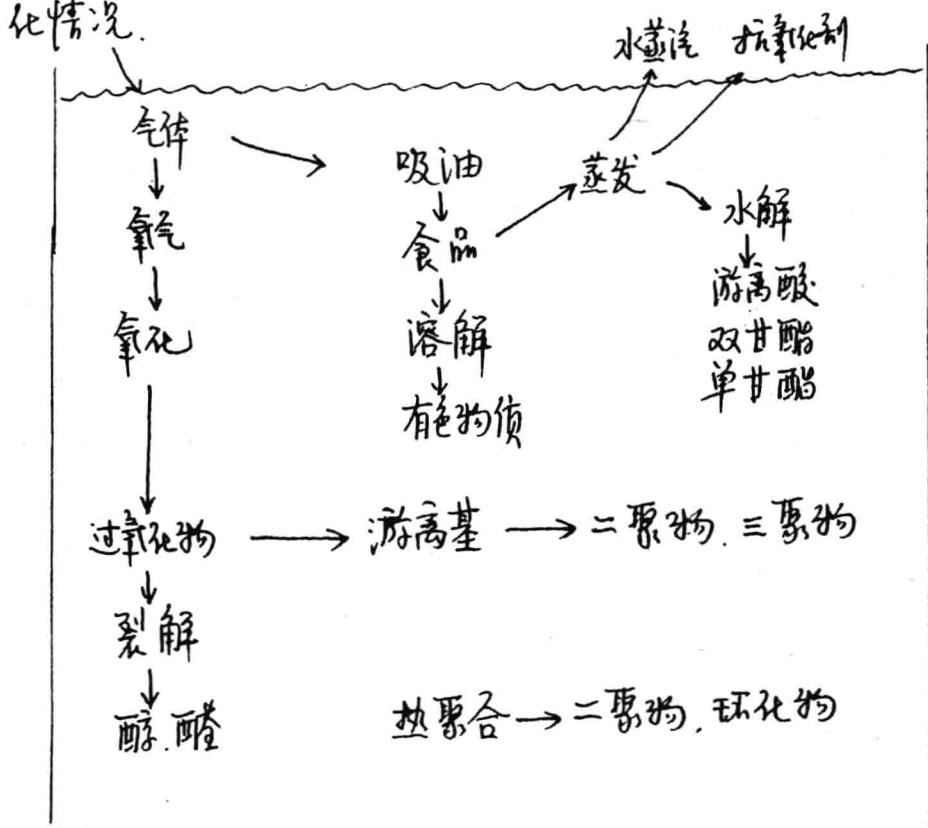 化情况.
水蒸汽 抗氧化剂
气体
吸油
蒸发
氧气
食品
水解
氧化
溶解
游离酸
双甘酯
单甘酯
有色物质
过氧化物 游离基 二聚物.三聚物
裂解
醇.醛 热聚合 二聚物.环化物